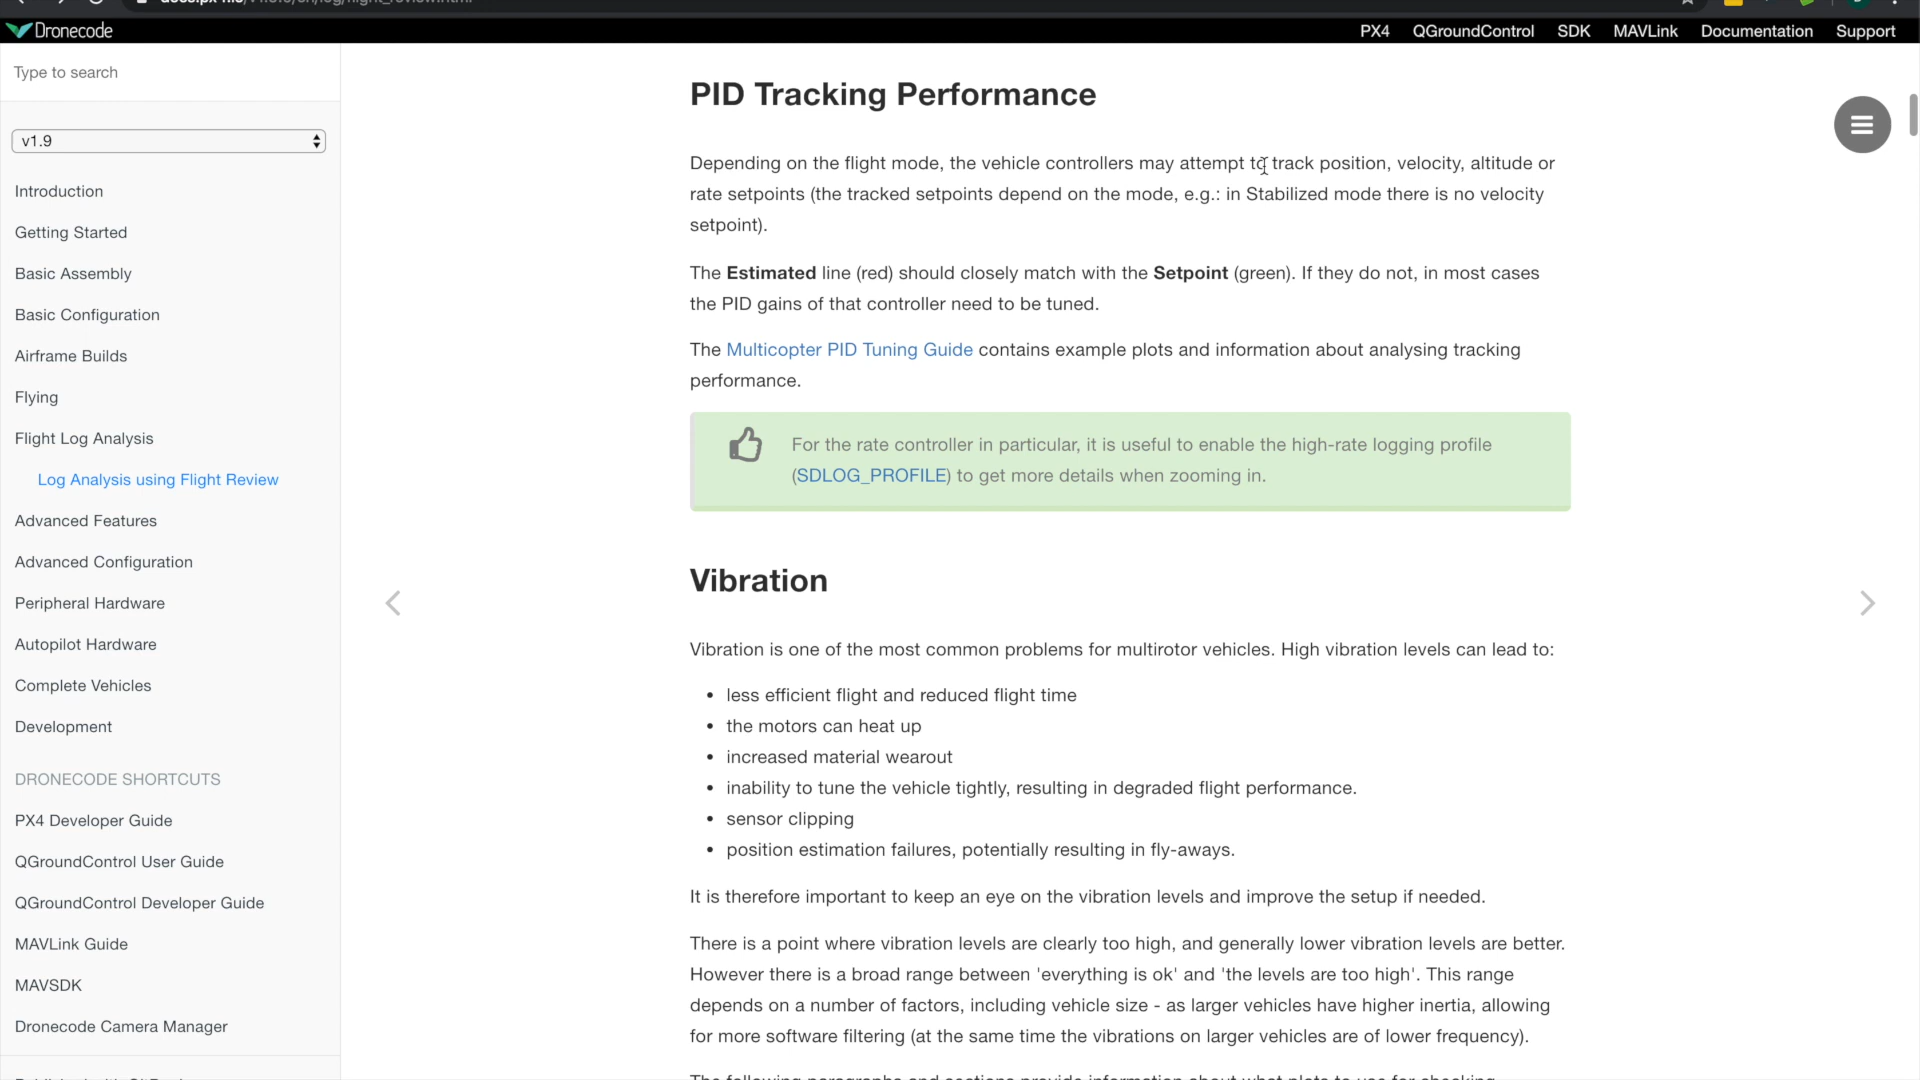 Dronecode
PX4 QGroundControl SDK MAVLink Documentation Support
Type to search
v1.9
Introduction
Getting Started
Basic Assembly
Basic Configuration
Airframe Builds
Flying
Flight Log Analysis
Log Analysis using Flight Review
Advanced Features
Advanced Configuration
Peripheral Hardware
Autopilot Hardware
Complete Vehicles
Development
DRONECODE SHORTCUTS
PX4 Developer Guide
QGroundControl User Guide
QGroundControl Developer Guide
MAVLink Guide
MAVSDK
Dronecode Camera Manager
PID Tracking Performance
Depending on the flight mode, the vehicle controllers may attempt to track position, velocity, altitude or
rate setpoints (the tracked setpoints depend on the mode, e.g.: in Stabilized mode there is no velocity
setpoint).
The Estimated line (red) should closely match with the Setpoint (green). If they do not, in most cases
the PID gains of that controller need to be tuned.
The Multicopter PID Tuning Guide contains example plots and information about analysing tracking
performance.
For the rate controller in particular, it is useful to enable the high-rate logging profile
(SDLOG_PROFILE) to get more details when zooming in.
Vibration
Vibration is one of the most common problems for multirotor vehicles. High vibration levels can lead to:
• less efficient flight and reduced flight time
• the motors can heat up
• increased material wearout
• inability to tune the vehicle tightly, resulting in degraded flight performance.
• sensor clipping
• position estimation failures, potentially resulting in fly-aways.
It is therefore important to keep an eye on the vibration levels and improve the setup if needed.
There is a point where vibration levels are clearly too high, and generally lower vibration levels are better.
However there is a broad range between 'everything is ok' and 'the levels are too high'. This range
depends on a number of factors, including vehicle size - as larger vehicles have higher inertia, allowing
for more software filtering (at the same time the vibrations on larger vehicles are of lower frequency).
The following paragraphs and sections provide information about what plots to use for checking